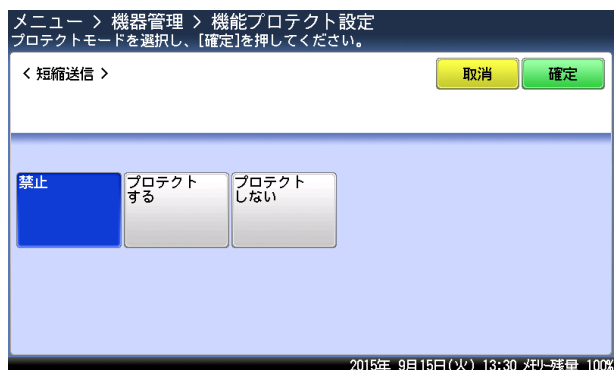 メニュー > 機器管理 > 機能プロテクト設定
プロテクトモードを選択し、[確定]を押してください。
< 短縮送信 >
取消
確定
禁止
プロテクト
する
プロテクト
しない
2015年 9月15日(火) 13:30 メモリー残量 100%